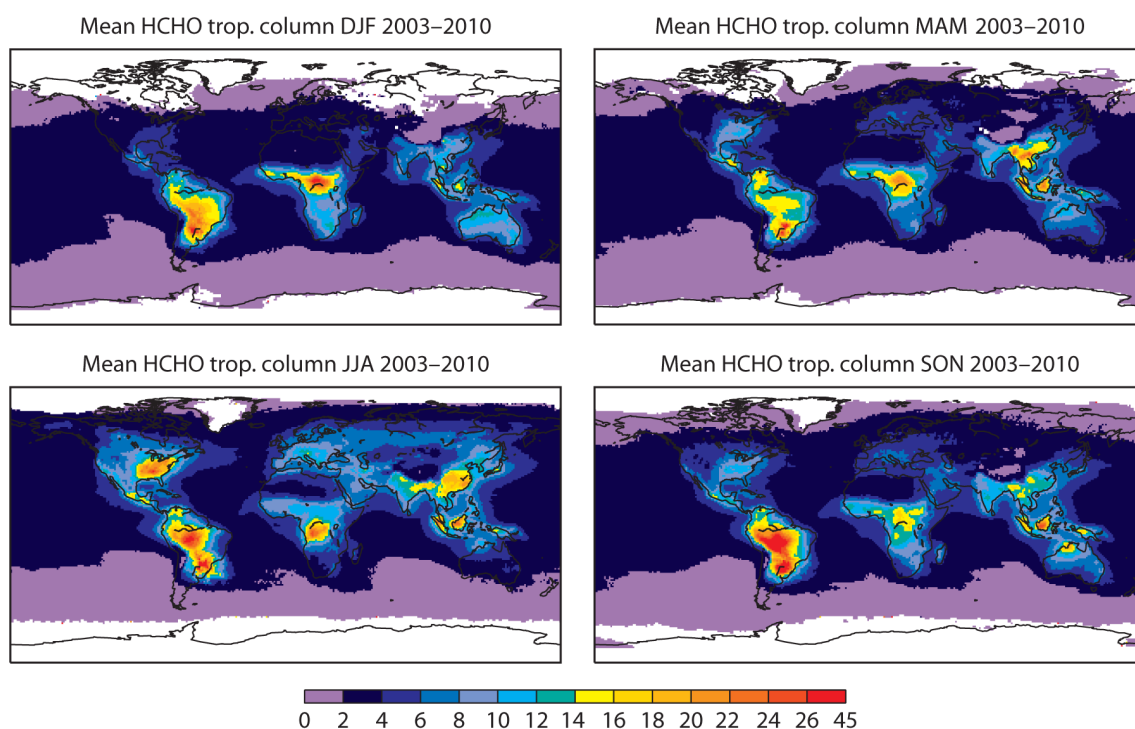 Mean HCHO trop. column DJF 2003–2010
Mean HCHO trop. column MAM 2003–2010
Mean HCHO trop. column JJA 2003–2010
Mean HCHO trop. column SON 2003–2010
0 2 4 6 8 10 12 14 16 18 20 22 24 26 45